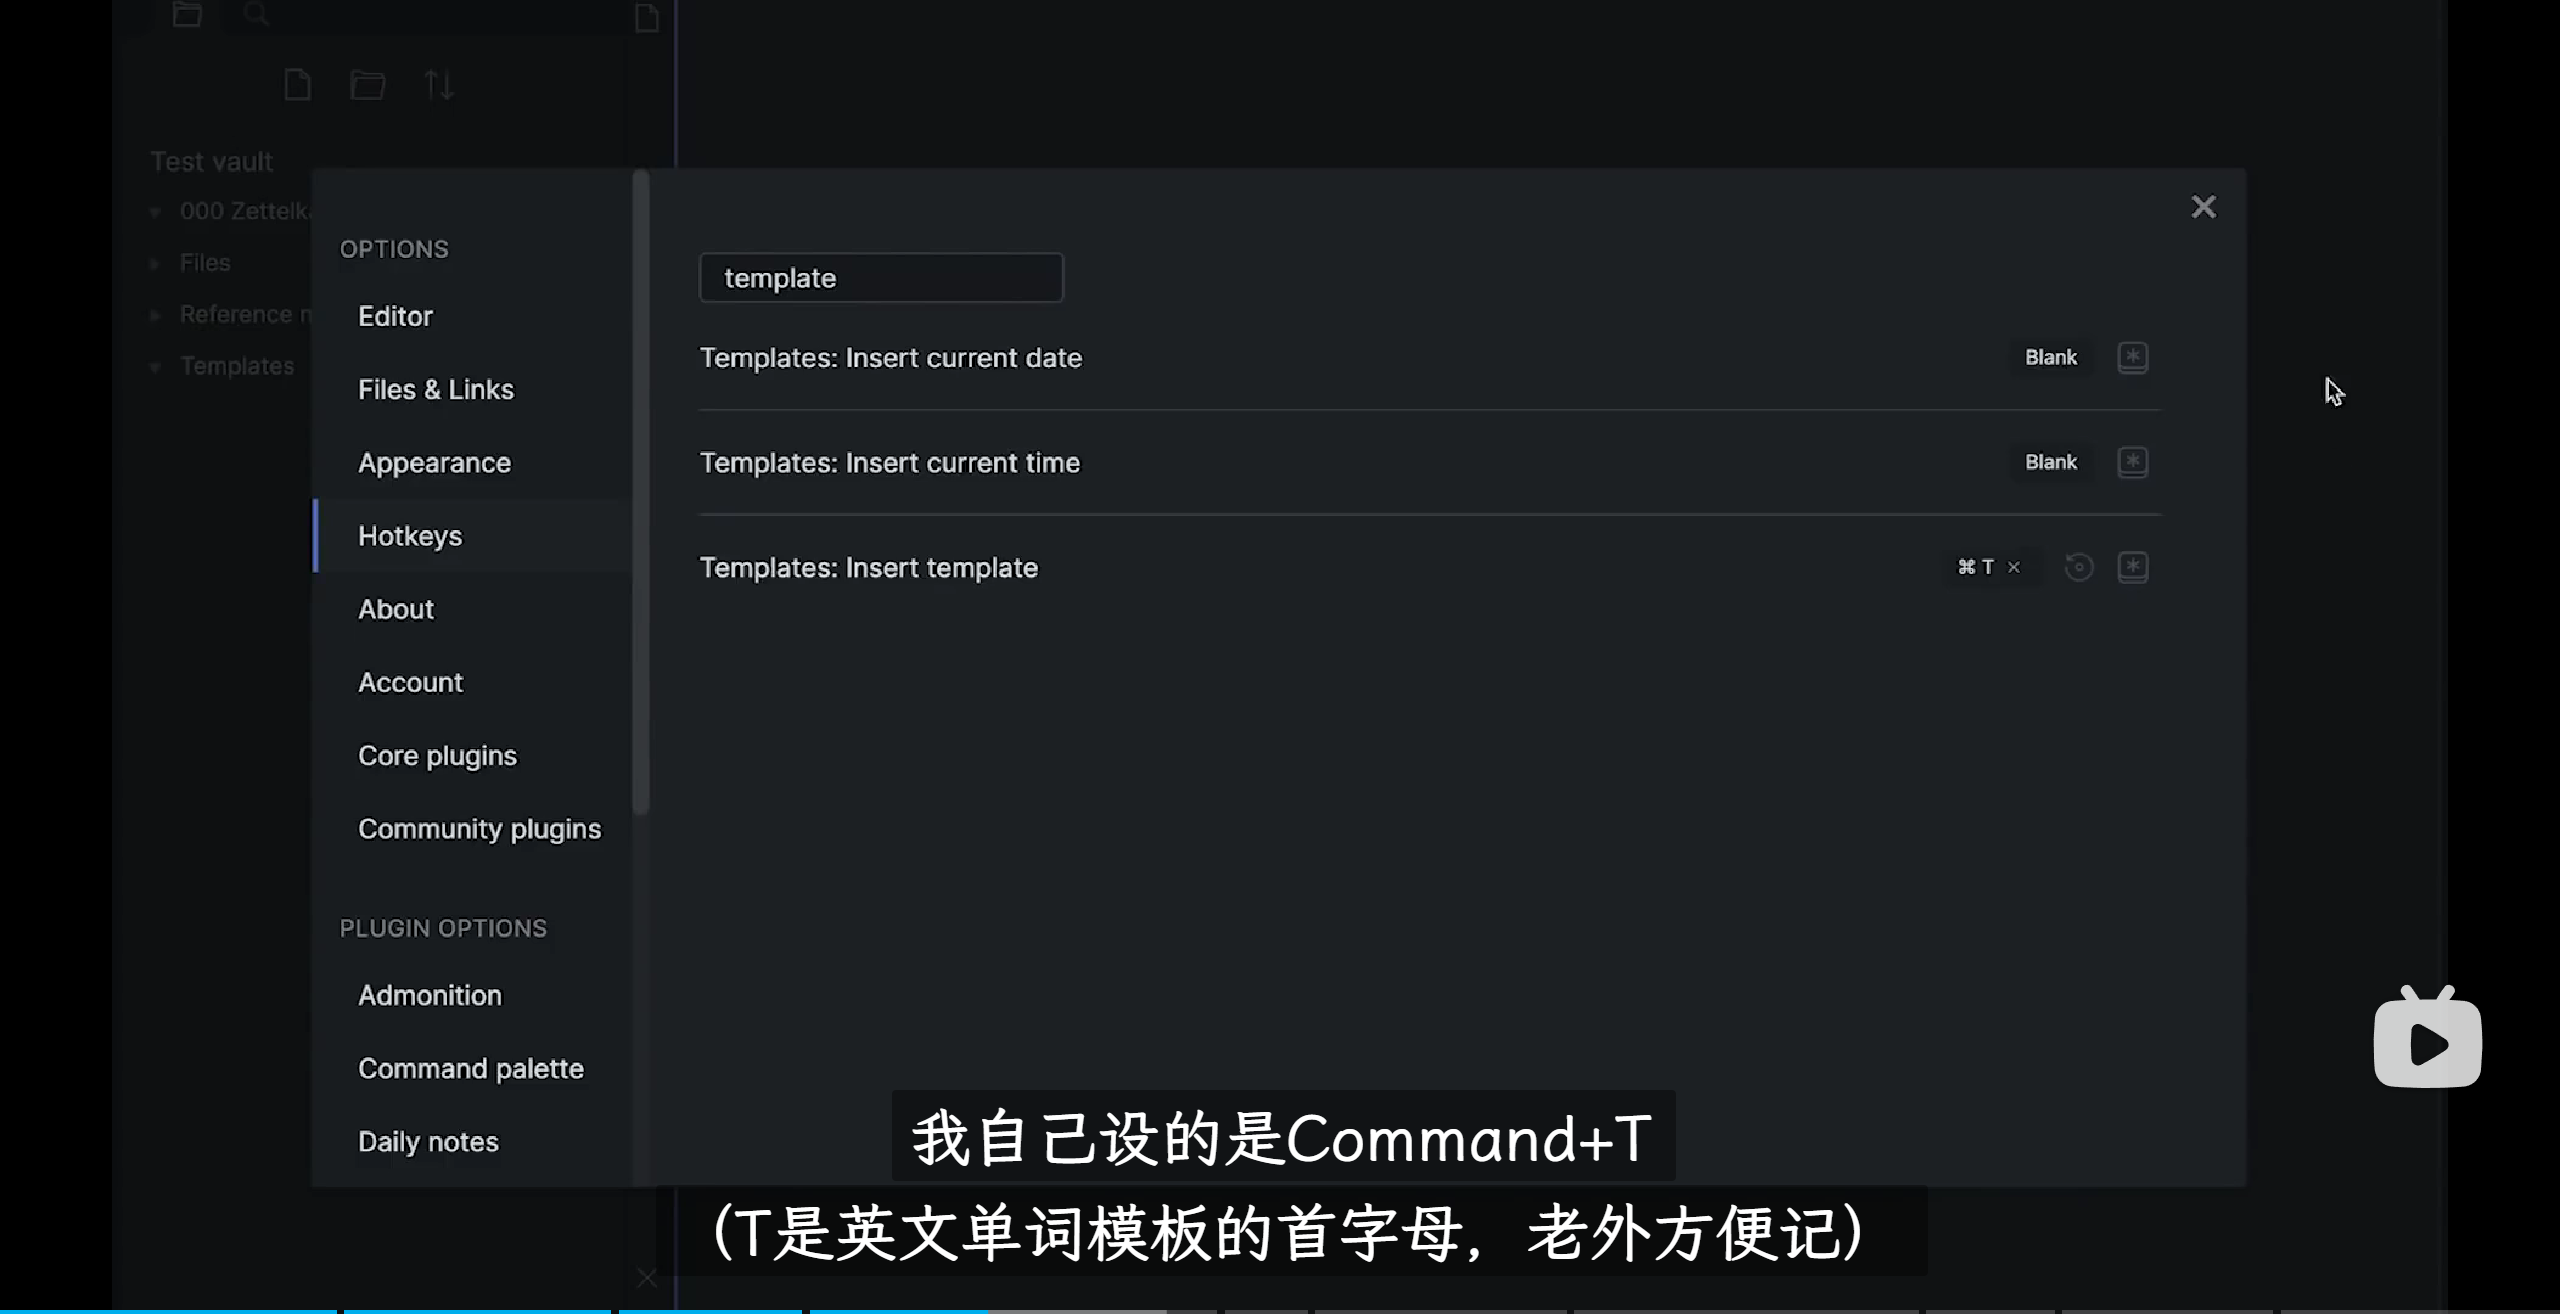 Test vault
000 Zettelka
Files
Reference n
Templates
OPTIONS
Editor
Files & Links
Appearance
Hotkeys
About
Account
Core plugins
Community plugins
PLUGIN OPTIONS
Admonition
Command palette
Daily notes
template
Templates: Insert current date
Blank
Templates: Insert current time
Blank
Templates: Insert template
⌘ T ×
我自己设的是Command+T
(T是英文单词模板的首字母，老外方便记)